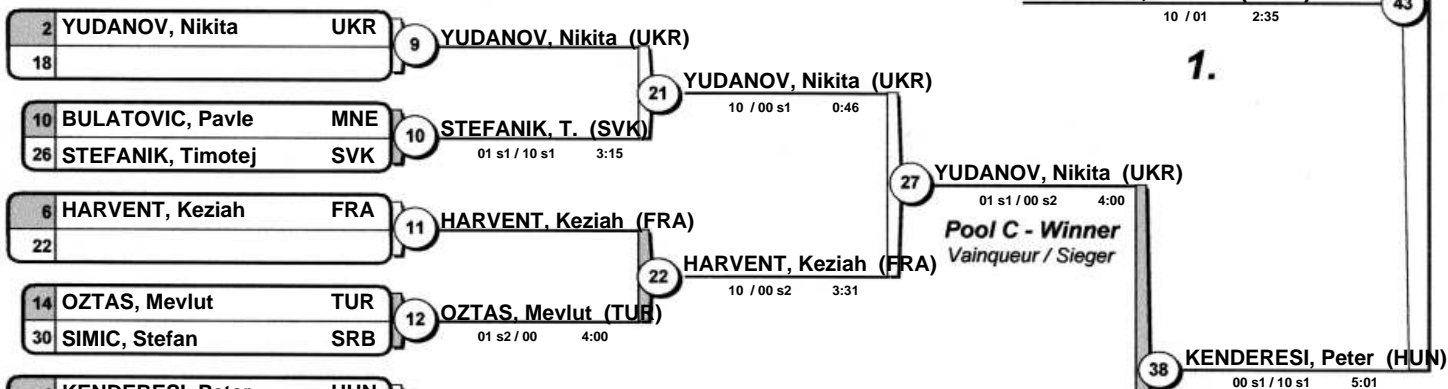 10 / 01 2:35
43
1.
2 YUDANOV, Nikita UKR
18
9
YUDANOV, Nikita (UKR)
21
YUDANOV, Nikita (UKR)
10 / 00 s1 0:46
10 BULATOVIC, Pavle MNE
26 STEFANIK, Timotej SVK
10
STEFANIK, T. (SVK)
01 s1 / 10 s1 3:15
27
YUDANOV, Nikita (UKR)
01 s1 / 00 s2 4:00
Pool C - Winner
Vainqueur / Sieger
6 HARVENT, Keziah FRA
22
11
HARVENT, Keziah (FRA)
22
HARVENT, Keziah (FRA)
10 / 00 s2 3:31
14 OZTAS, Mevlut TUR
30 SIMIC, Stefan SRB
12
OZTAS, Mevlut (TUR)
01 s2 / 00 4:00
38
KENDERESI, Peter (HUN)
00 s1 / 10 s1 5:01
KENDERESI, Peter HUN